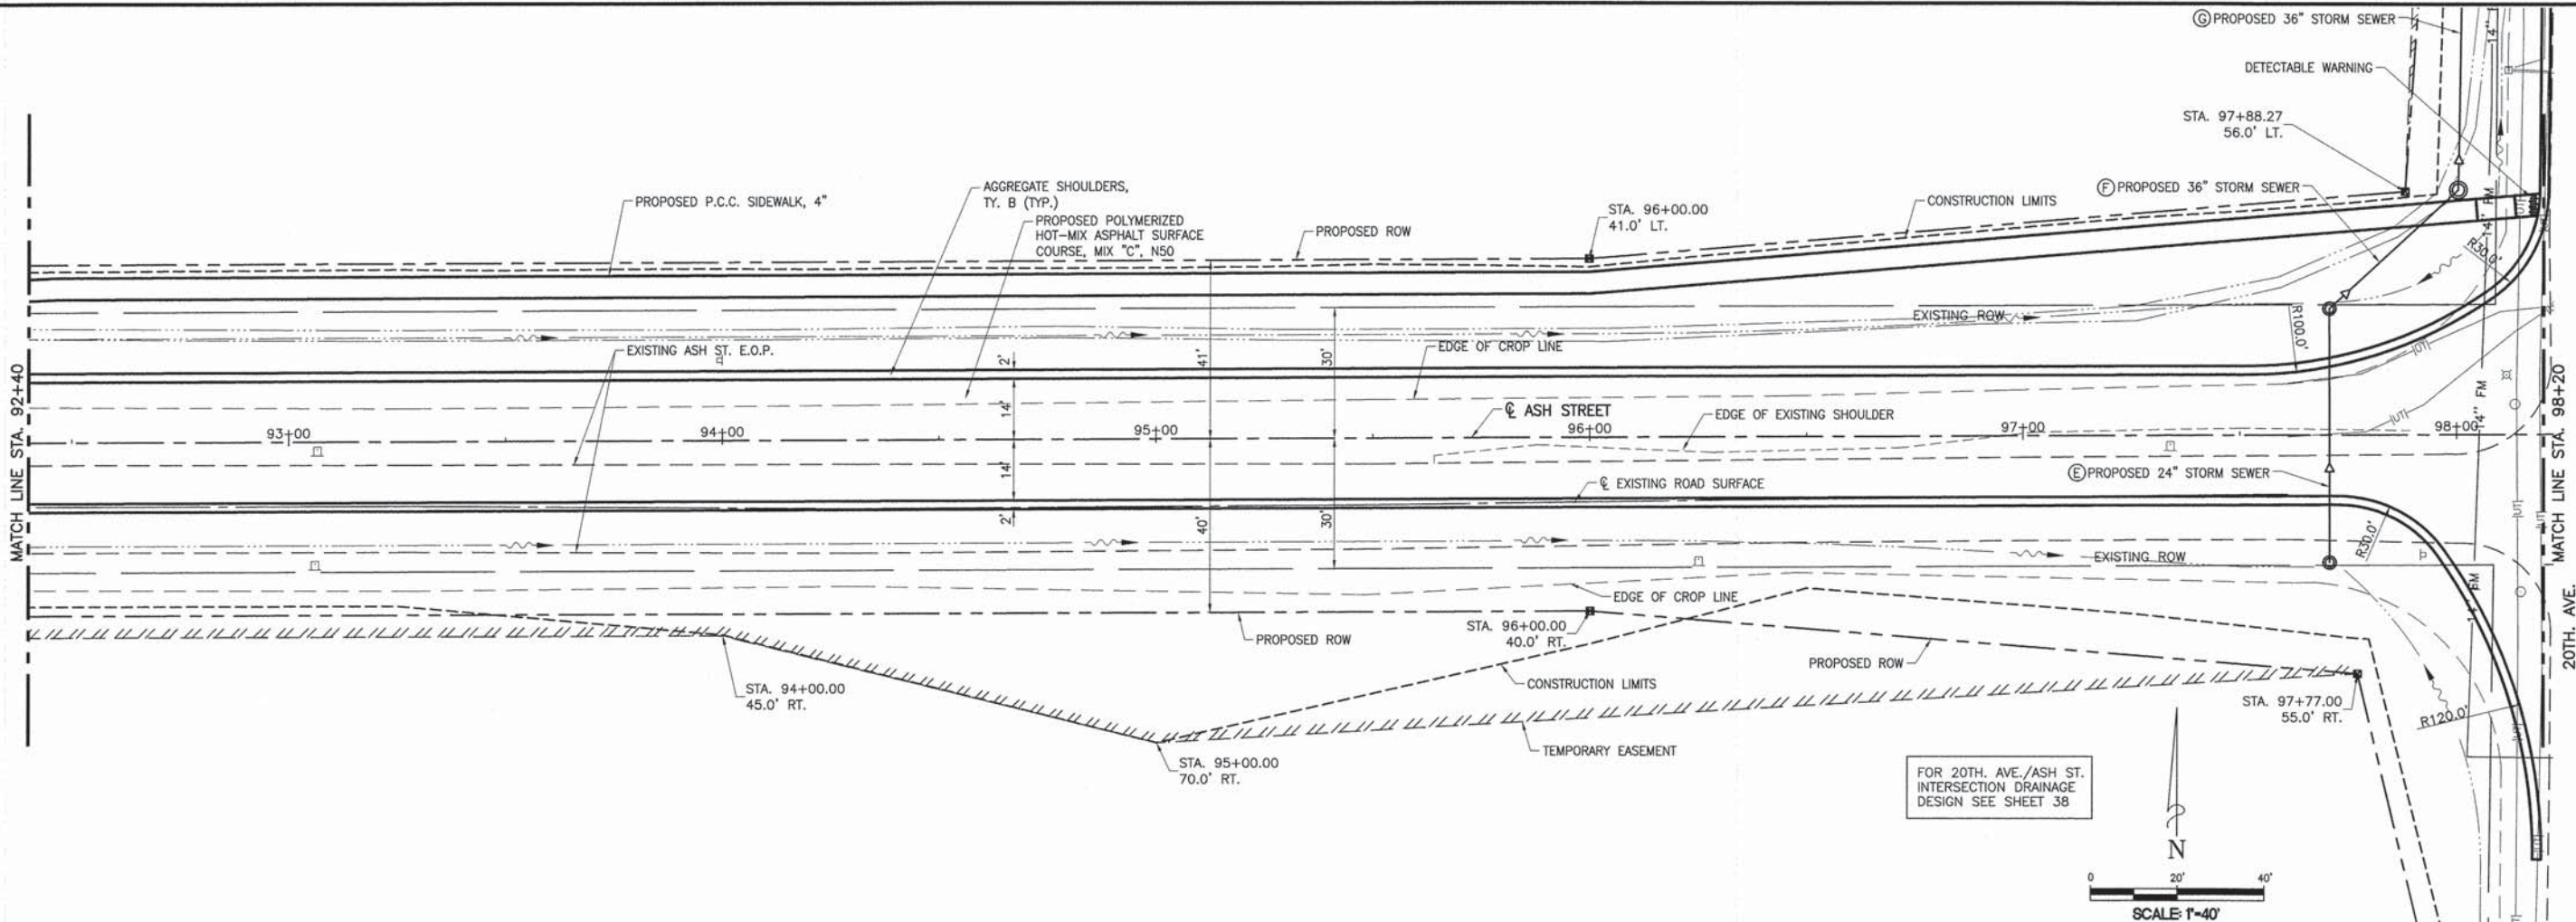 Ⓖ PROPOSED 36" STORM SEWER
DETECTABLE WARNING
STA. 97+88.27
56.0' LT.
Ⓕ PROPOSED 36" STORM SEWER
PROPOSED P.C.C. SIDEWALK, 4"
AGGREGATE SHOULDERS,
TY. B (TYP.)
PROPOSED POLYMERIZED
HOT-MIX ASPHALT SURFACE
COURSE, MIX "C", N50
PROPOSED ROW
STA. 96+00.00
41.0' LT.
CONSTRUCTION LIMITS
14"
14" FM
R30.0'
EXISTING ROW
R100.0'
EXISTING ASH ST. E.O.P.
2'
41'
30'
EDGE OF CROP LINE
|UT|
MATCH LINE STA. 92+40
14'
℄ ASH STREET
EDGE OF EXISTING SHOULDER
93+00
94+00
95+00
96+00
97+00
98+00
14" FM
MATCH LINE STA. 98+20
14'
Ⓔ PROPOSED 24" STORM SEWER
℄ EXISTING ROAD SURFACE
2'
40'
30'
R30.0'
EXISTING ROW
EDGE OF CROP LINE
14" FM
20TH. AVE.
PROPOSED ROW
STA. 96+00.00
40.0' RT.
PROPOSED ROW
CONSTRUCTION LIMITS
STA. 94+00.00
45.0' RT.
STA. 97+77.00
55.0' RT.
R120.0'
TEMPORARY EASEMENT
STA. 95+00.00
70.0' RT.
FOR 20TH. AVE./ASH ST.
INTERSECTION DRAINAGE
DESIGN SEE SHEET 38
N
0 20' 40'
SCALE: 1"=40'